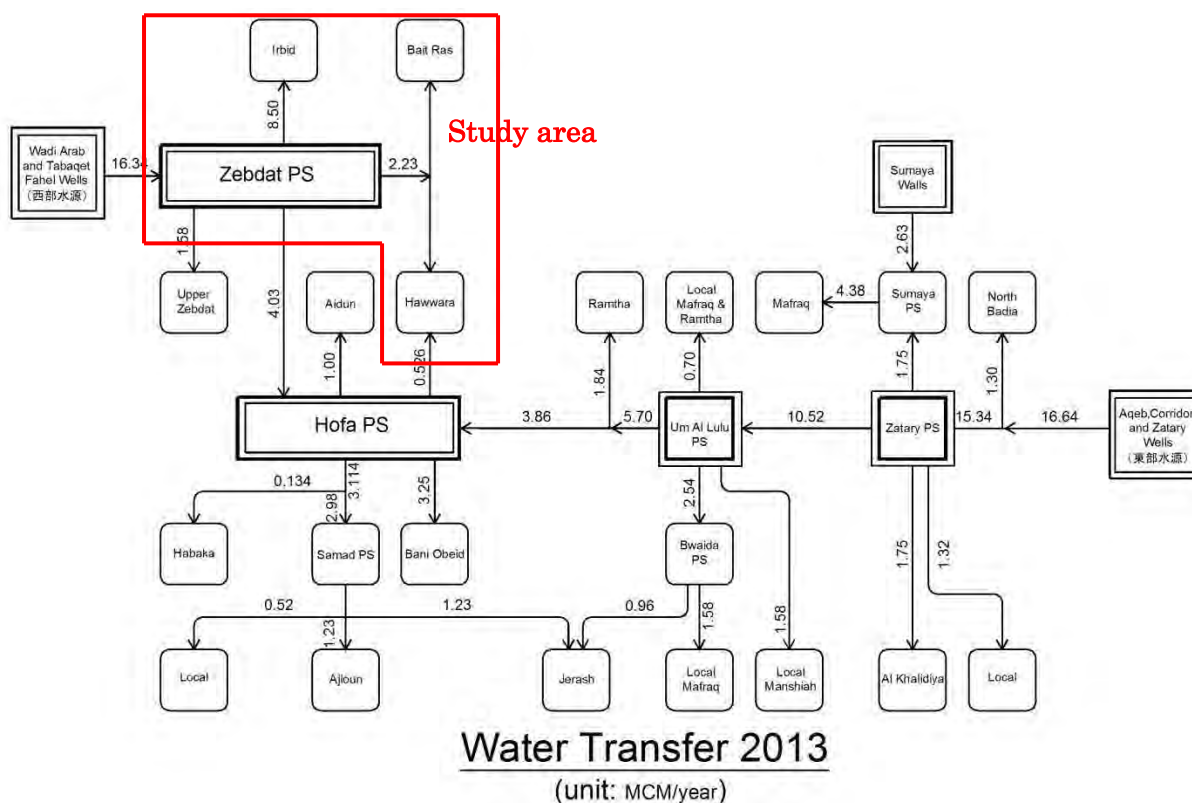 Irbid
Bait Ras
Study area
8.50
Wadi Arab
and Tabaqet
Fahel Wells
(西部水源)
16.34
Zebdat PS
2.23
Sumaya
Walls
1.58
4.03
2.63
Upper
Zebdat
Aidun
Hawwara
Ramtha
Local
Mafraq &
Ramtha
Mafraq
4.38
Sumaya
PS
North
Badia
1.00
0.526
1.84
0.70
1.75
1.30
Hofa PS
3.86
5.70
Um Al Lulu
PS
10.52
Zatary PS
15.34
16.64
Aqeb,Corridor
and Zatary
Wells
(東部水源)
0.134
3.114
2.98
3.25
2.54
Habaka
Samad PS
Bani Obeid
Bwaida
PS
1.75
1.32
0.52
1.23
1.23
0.96
1.58
1.58
Local
Ajloun
Jerash
Local
Mafraq
Local
Manshiah
Al Khalidiya
Local
Water Transfer 2013
(unit: MCM/year)